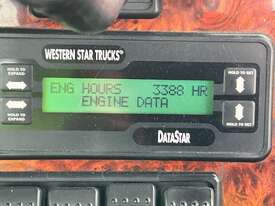 WESTERN STAR TRUCKS™
HOLD TO EXPAND
HOLD TO SET
ENG HOURS 3388 HR
ENGINE DATA
HOLD TO EXPAND
HOLD TO SET
DATASTAR